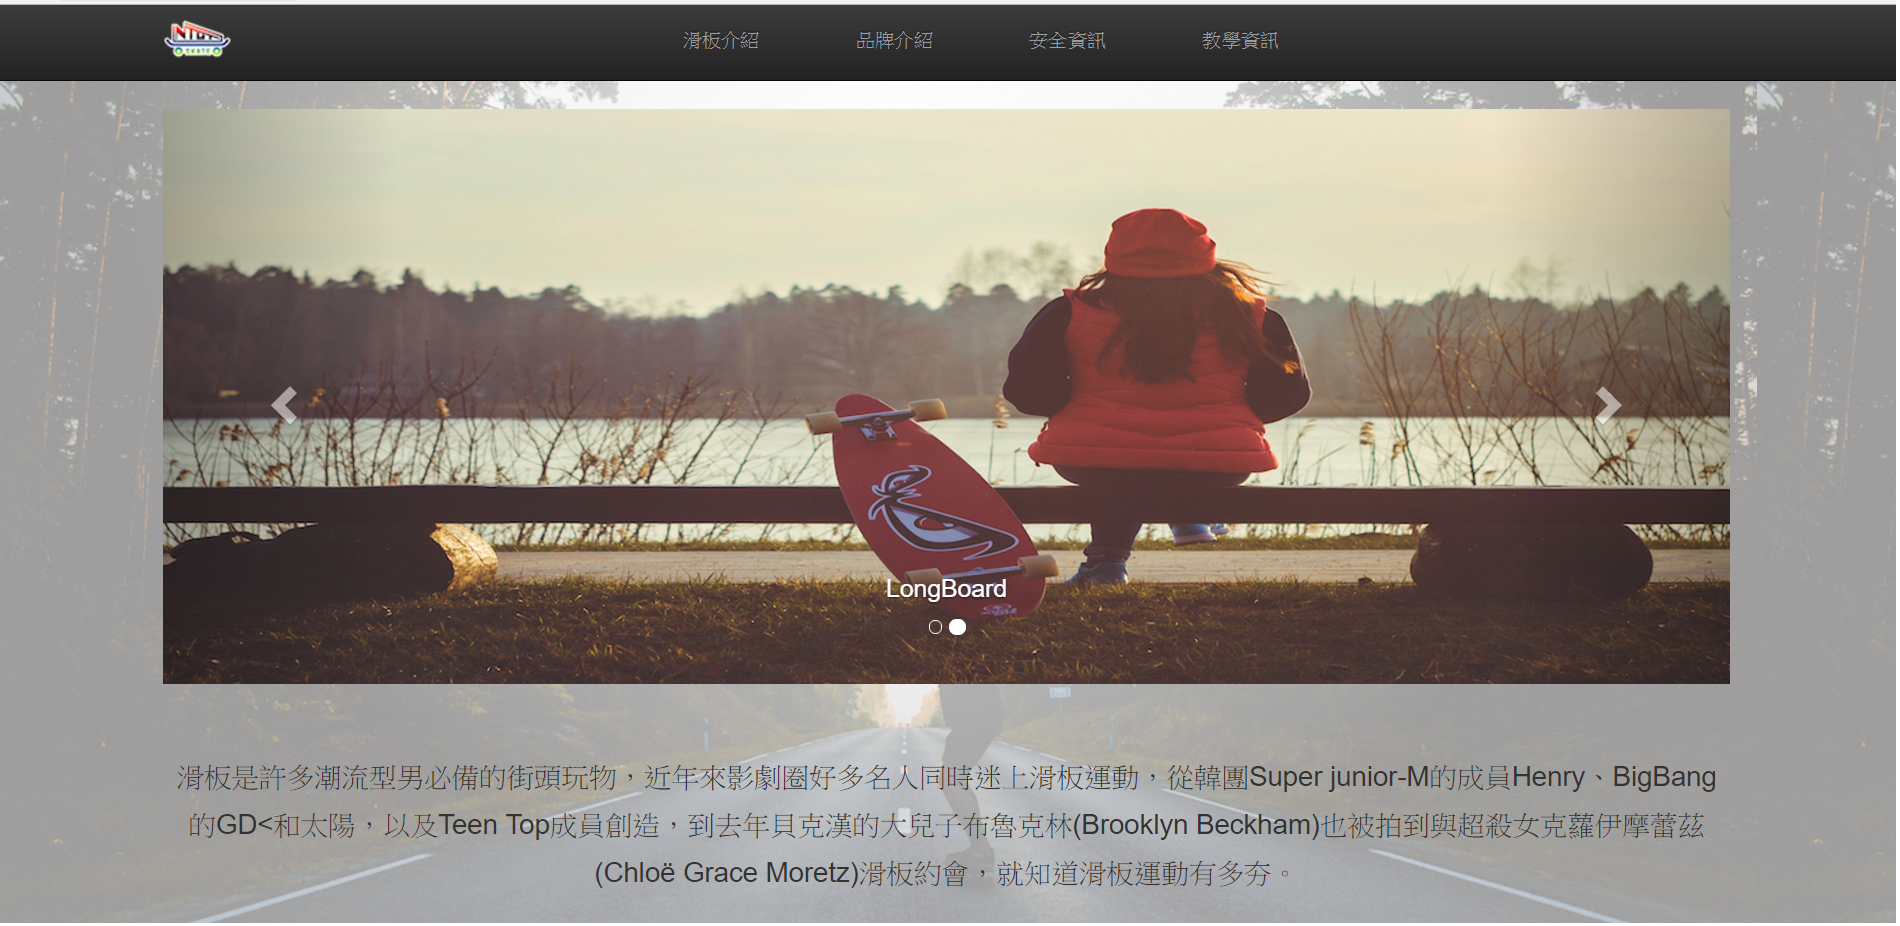 SKATE
滑板介紹 品牌介紹 安全資訊 教學資訊
LongBoard
滑板是許多潮流型男必備的街頭玩物，近年來影劇圈好多名人同時迷上滑板運動，從韓團Super junior-M的成員Henry、BigBang
的GD<和太陽，以及Teen Top成員創造，到去年貝克漢的大兒子布魯克林(Brooklyn Beckham)也被拍到與超殺女克蘿伊摩蕾茲
(Chloë Grace Moretz)滑板約會，就知道滑板運動有多夯。